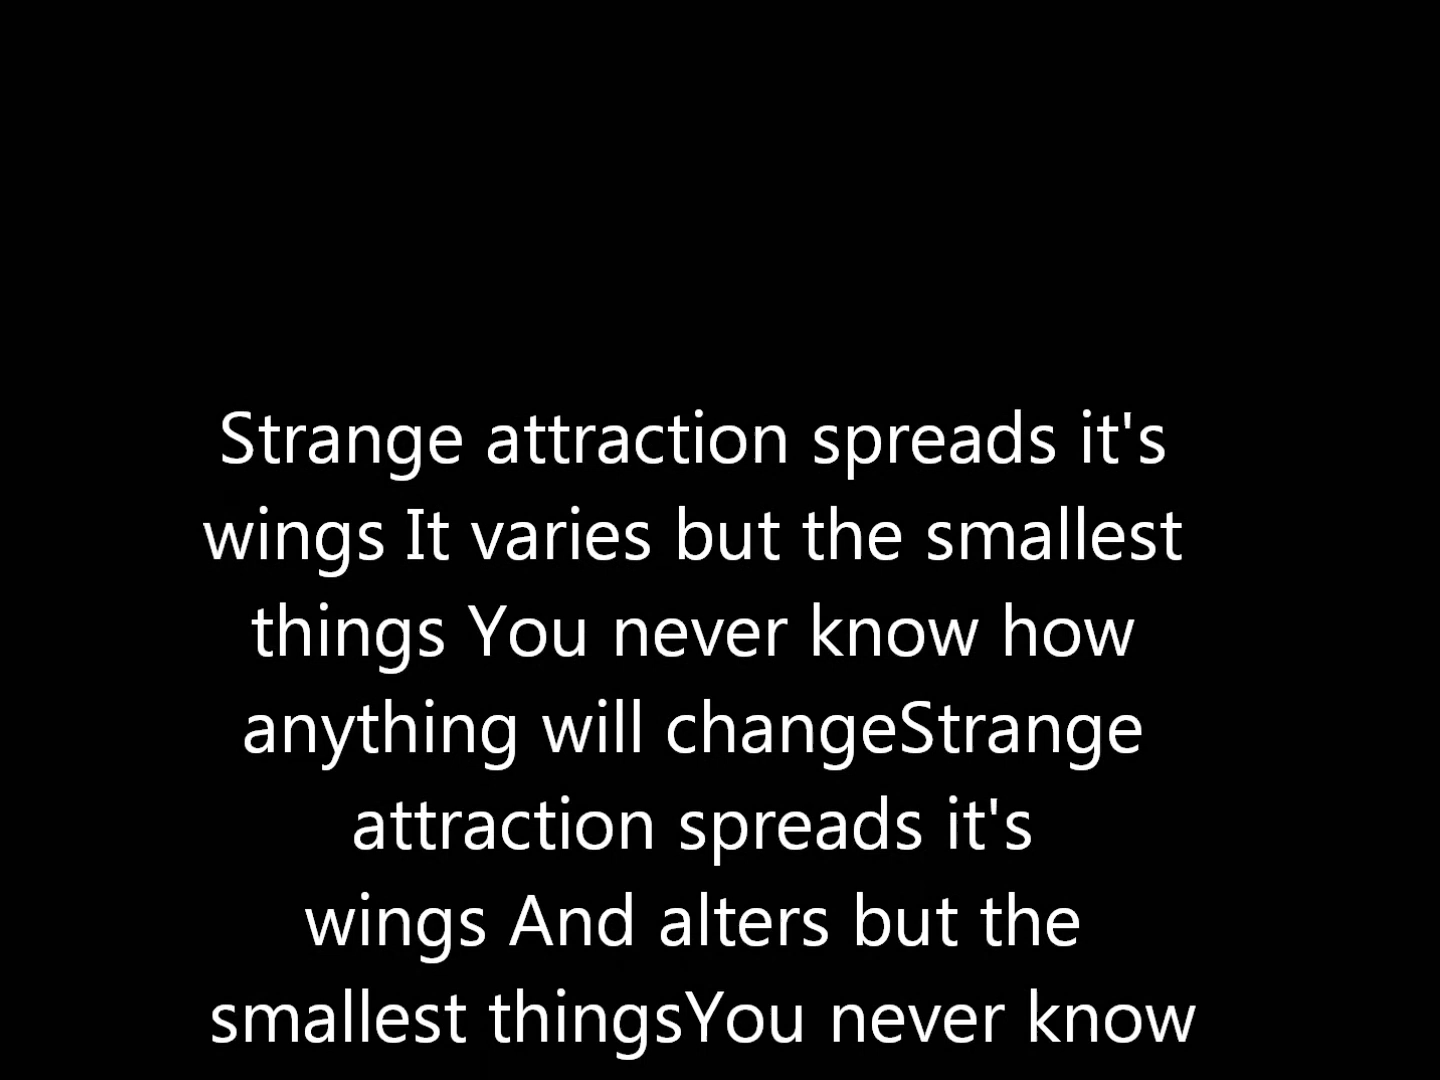 Strange attraction spreads it's
wings It varies but the smallest
things You never know how
anything will changeStrange
attraction spreads it's
wings And alters but the
smallest thingsYou never know